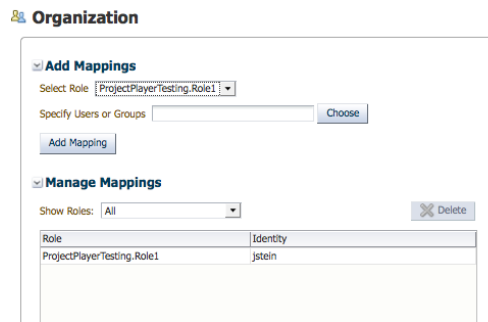 Organization
Add Mappings
Select Role ProjectPlayerTesting.Role1
Specify Users or Groups Choose
Add Mapping
Manage Mappings
Show Roles: All Delete
Role Identity
ProjectPlayerTesting.Role1 jstein